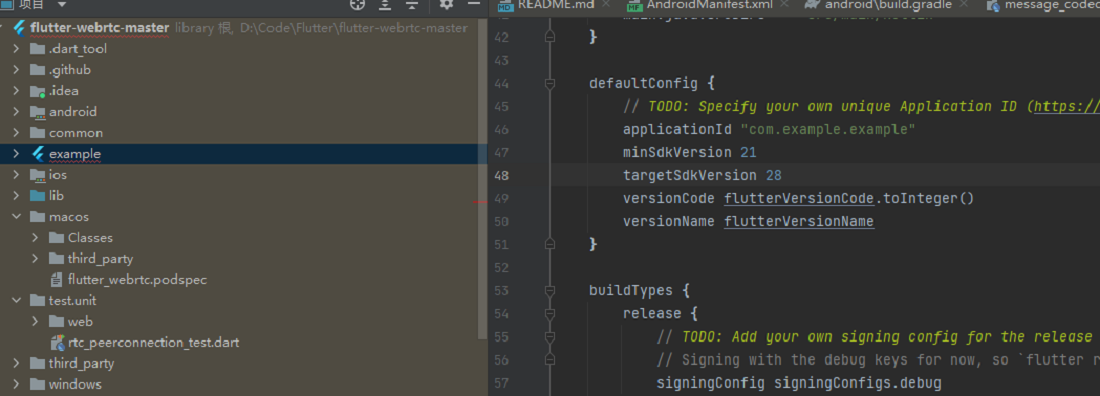 项目
flutter-webrtc-master library 根, D:\Code\Flutter\flutter-webrtc-master
.dart_tool
.github
.idea
android
common
example
ios
lib
macos
Classes
third_party
flutter_webrtc.podspec
test.unit
web
rtc_peerconnection_test.dart
third_party
windows
README.md
AndroidManifest.xml
android\build.gradle
message_codec
42 }
43
44 defaultConfig {
45 // TODO: Specify your own unique Application ID (https://
46 applicationId "com.example.example"
47 minSdkVersion 21
48 targetSdkVersion 28
49 versionCode flutterVersionCode.toInteger()
50 versionName flutterVersionName
51 }
52
53 buildTypes {
54 release {
55 // TODO: Add your own signing config for the release
56 // Signing with the debug keys for now, so `flutter r
57 signingConfig signingConfigs.debug